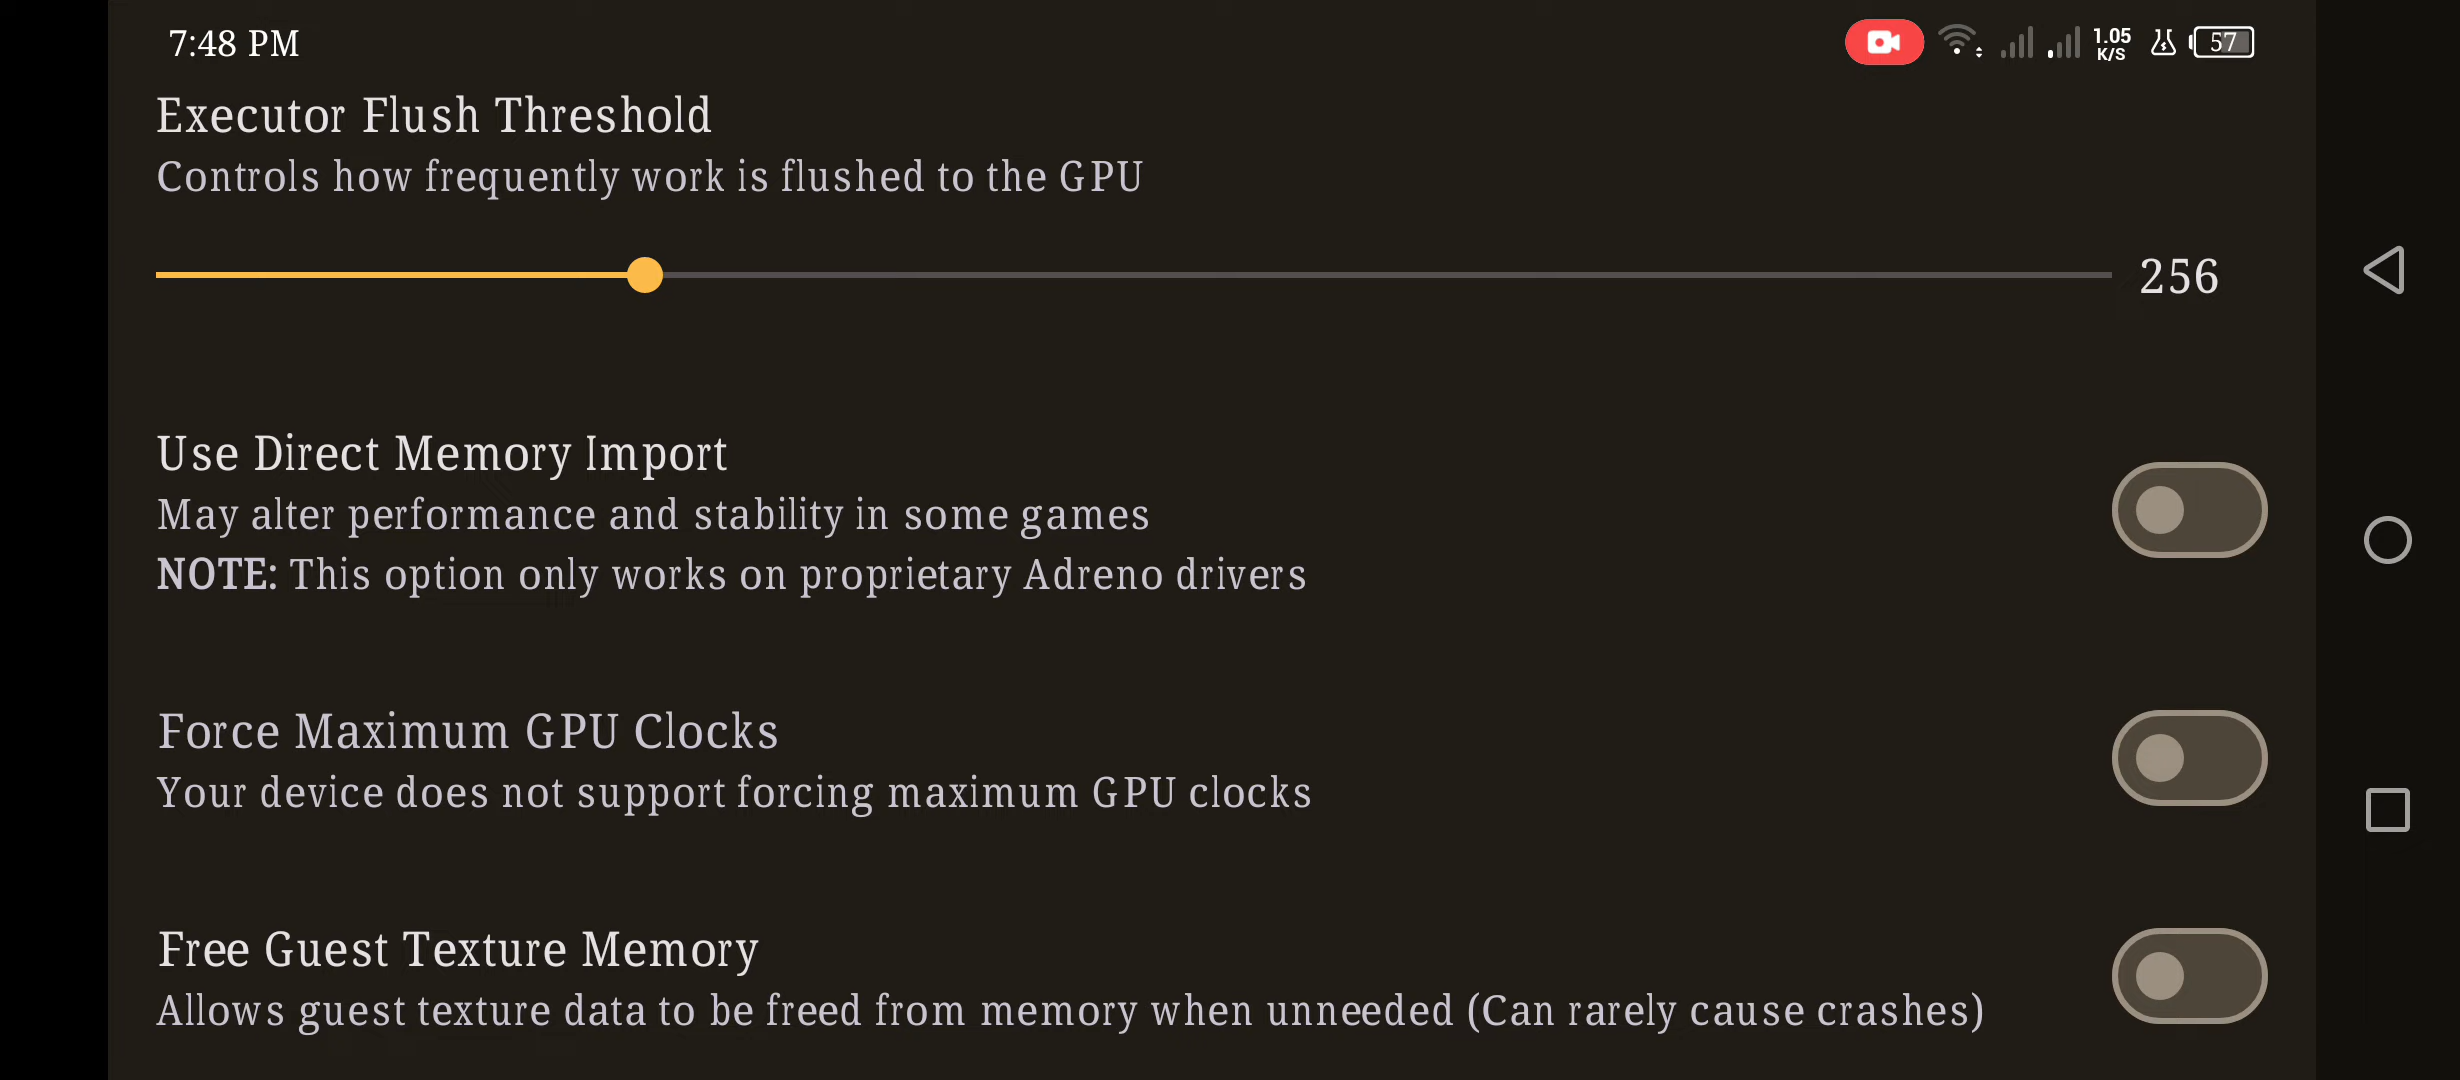 7:48 PM
1.05
K/S
57
Executor Flush Threshold
Controls how frequently work is flushed to the GPU
256
Use Direct Memory Import
May alter performance and stability in some games
NOTE: This option only works on proprietary Adreno drivers
Force Maximum GPU Clocks
Your device does not support forcing maximum GPU clocks
Free Guest Texture Memory
Allows guest texture data to be freed from memory when unneeded (Can rarely cause crashes)